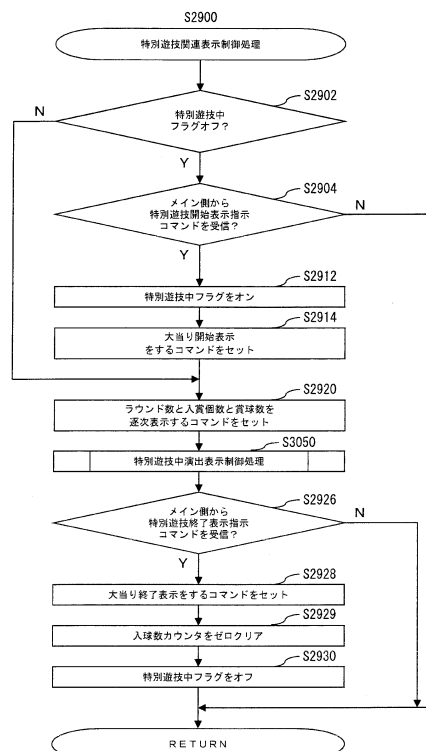 S2900
特別遊技関連表示制御処理
S2902
N
特別遊技中
フラグオフ?
Y
S2904
メイン側から
特別遊技開始表示指示
コマンドを受信?
N
Y
S2912
特別遊技中フラグをオン
S2914
大当り開始表示
をするコマンドをセット
S2920
ラウンド数と入賞個数と賞球数を
逐次表示するコマンドをセット
S3050
特別遊技中演出表示制御処理
S2926
メイン側から
特別遊技終了表示指示
コマンドを受信?
N
Y
S2928
大当り終了表示をするコマンドをセット
S2929
入球数カウンタをゼロクリア
S2930
特別遊技中フラグをオフ
RETURN